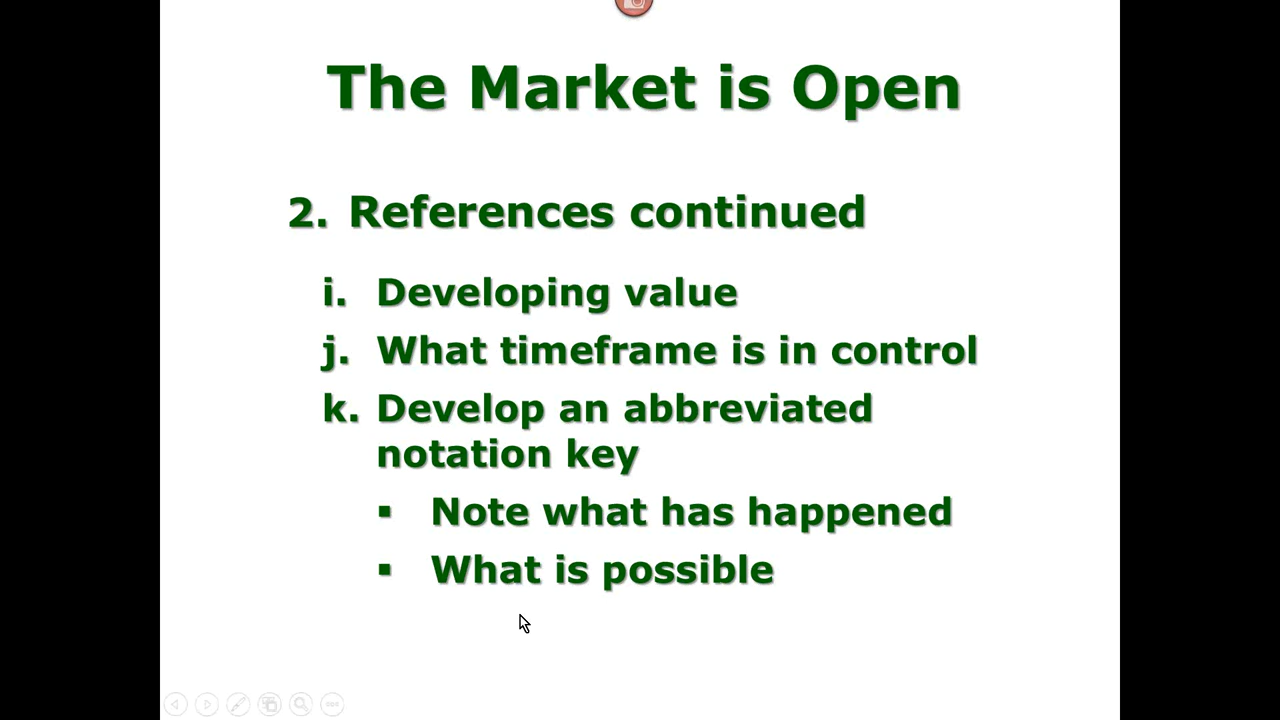 The Market is Open
2. References continued
i. Developing value
j. What timeframe is in control
k. Develop an abbreviated
notation key
▪ Note what has happened
▪ What is possible